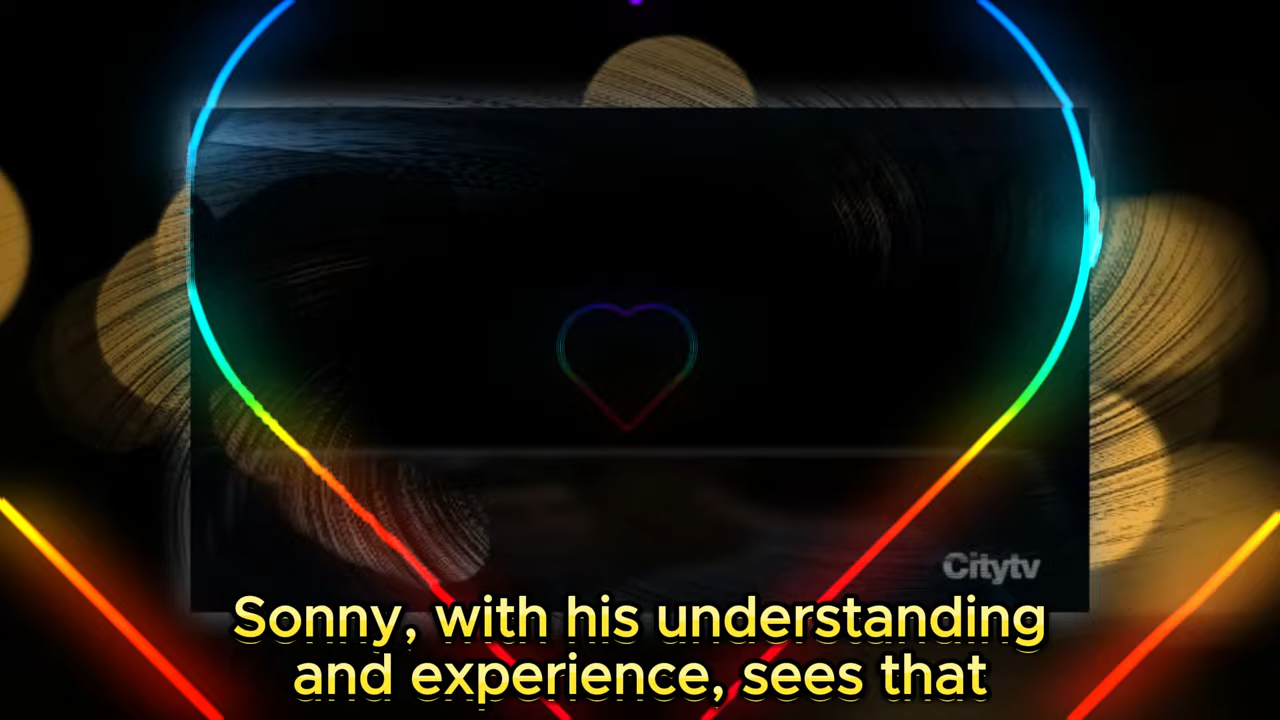 Citytv
Sonny, with his understanding
and experience, sees that